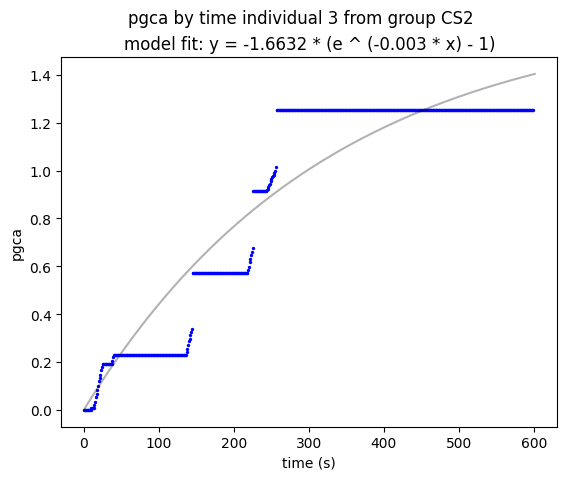 pgca by time individual 3 from group CS2
model fit: y = -1.6632 * (e ^ (-0.003 * x) - 1)
1.4
1.2
1.0
0.8
0.6
0.4
0.2
0.0
pgca
0 100 200 300 400 500 600
time (s)